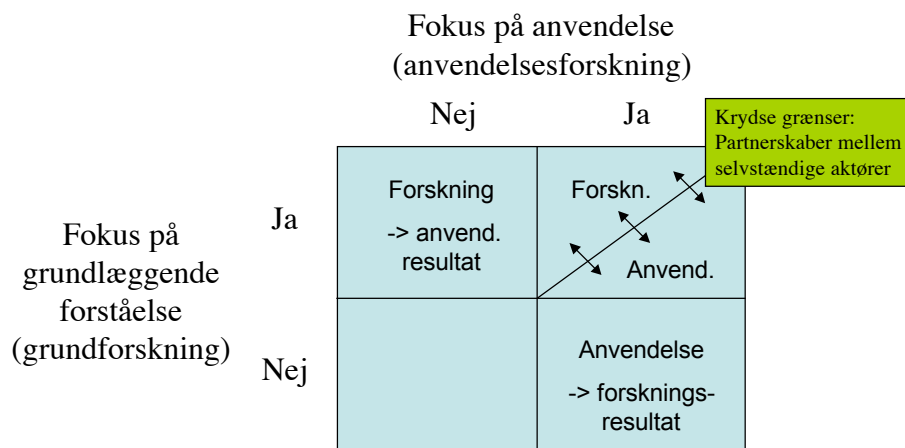 Fokus på anvendelse
(anvendelsesforskning)
Nej
Ja
Krydse grænser:
Partnerskaber mellem
selvstændige aktører
Fokus på
grundlæggende
forståelse
(grundforskning)
Ja
Forskning
-> anvend.
resultat
Forskn.
Anvend.
Nej
Anvendelse
-> forsknings-
resultat